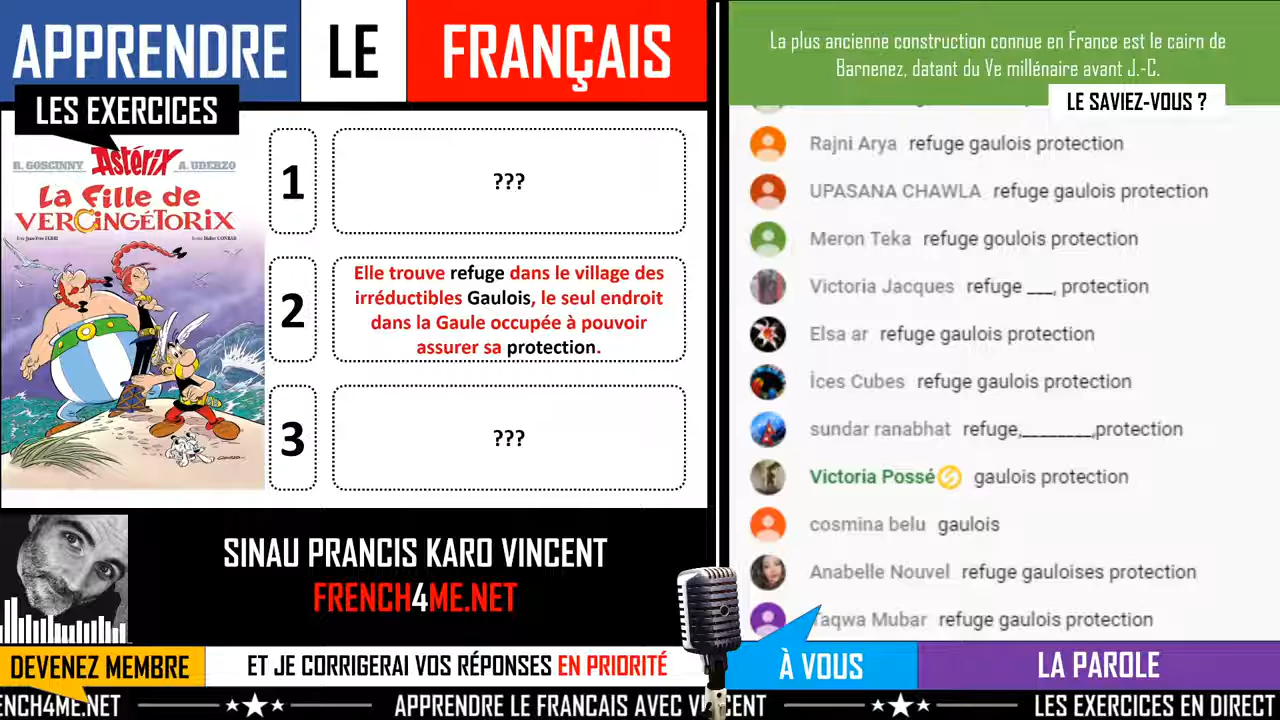 APPRENDRE LE FRANÇAIS
LES EXERCICES
R. GOSCINNY Astérix A. UDERZO
La Fille de
VERCINGÉTORIX
1
???
2
Elle trouve refuge dans le village des
irréductibles Gaulois, le seul endroit
dans la Gaule occupée à pouvoir
assurer sa protection.
3
???
SINAU PRANCIS KARO VINCENT
FRENCH4ME.NET
DEVENEZ MEMBRE
ET JE CORRIGERAI VOS RÉPONSES EN PRIORITÉ
La plus ancienne construction connue en France est le cairn de
Barnenez, datant du Ve millénaire avant J.-C.
LE SAVIEZ-VOUS ?
Rajni Arya refuge gaulois protection
UPASANA CHAWLA refuge gaulois protection
Meron Teka refuge goulois protection
Victoria Jacques refuge ___, protection
Elsa ar refuge gaulois protection
İces Cubes refuge gaulois protection
sundar ranabhat refuge,________,protection
Victoria Possé gaulois protection
cosmina belu gaulois
Anabelle Nouvel refuge gauloises protection
Taqwa Mubar refuge gaulois protection
À VOUS
LA PAROLE
ENCH4ME.NET APPRENDRE LE FRANCAIS AVEC VINCENT LES EXERCICES EN DIRECT